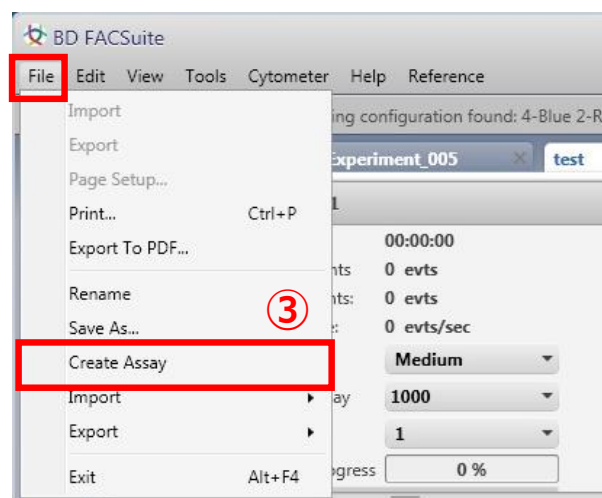 BD FACSuite
File Edit View Tools Cytometer Help Reference
Import
ing configuration found: 4-Blue 2-R
Export
Experiment_005 × test
Page Setup...
Print... Ctrl+P
1
Export To PDF...
00:00:00
nts 0 evts
Rename
nts: 0 evts
③
Save As...
e: 0 evts/sec
Create Assay
Medium
Import
ay 1000
Export
1
Exit Alt+F4
ogress 0 %